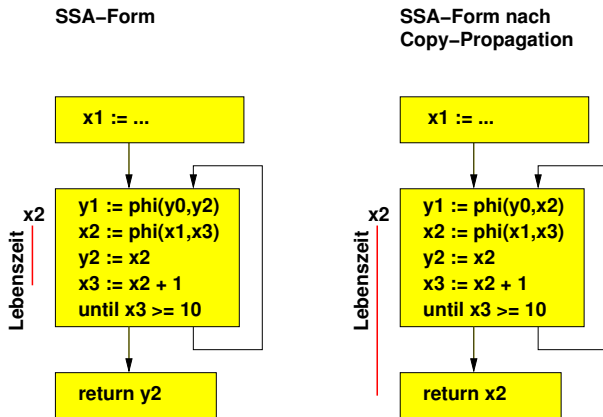 SSA–Form
x1 := ...
x2
Lebenszeit
y1 := phi(y0,y2)
x2 := phi(x1,x3)
y2 := x2
x3 := x2 + 1
until x3 >= 10
return y2
SSA–Form nach
Copy–Propagation
x1 := ...
x2
Lebenszeit
y1 := phi(y0,x2)
x2 := phi(x1,x3)
y2 := x2
x3 := x2 + 1
until x3 >= 10
return x2